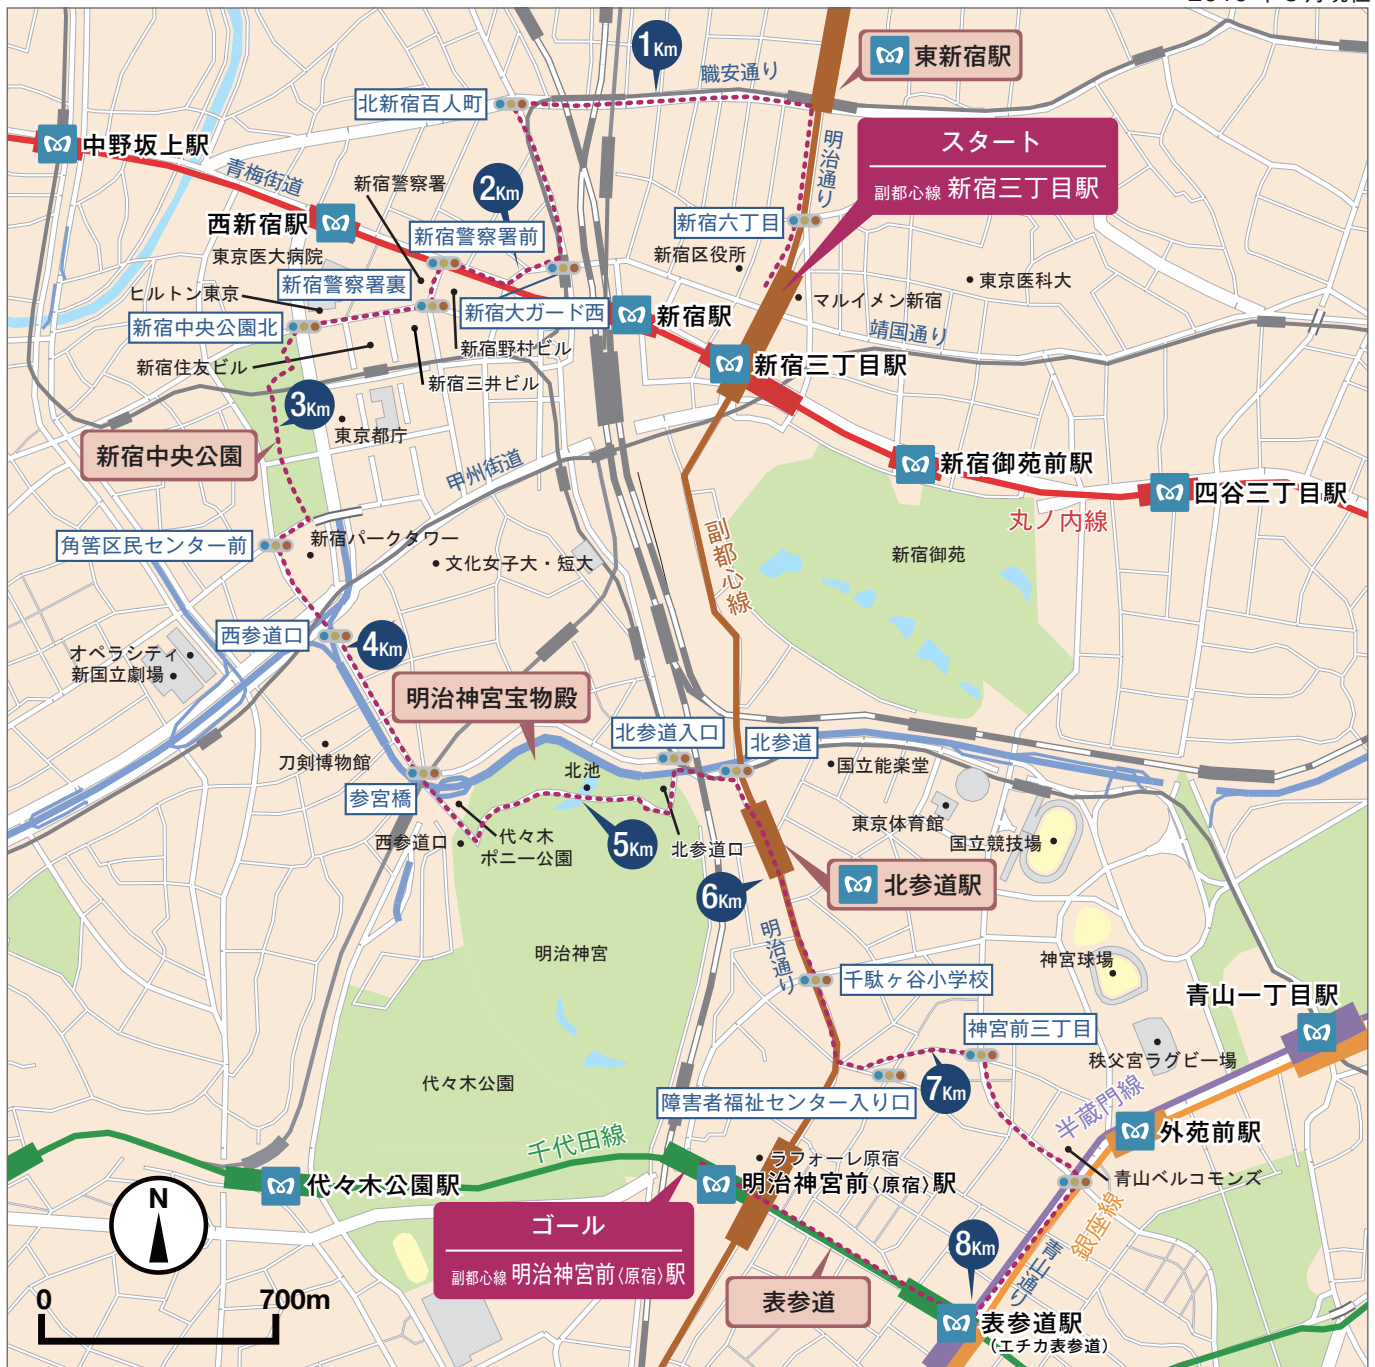 1Km
職安通り
東新宿駅
北新宿百人町
中野坂上駅
明治通り
スタート
副都心線 新宿三丁目駅
青梅街道
新宿警察署
2Km
西新宿駅
新宿警察署前
新宿六丁目
新宿区役所
東京医大病院
新宿警察署裏
ヒルトン東京
東京医科大
マルイメン新宿
新宿中央公園北
新宿大ガード西
新宿駅
靖国通り
新宿住友ビル
新宿野村ビル
新宿三井ビル
新宿三丁目駅
3Km
東京都庁
新宿中央公園
甲州街道
新宿御苑前駅
四谷三丁目駅
丸ノ内線
副都心線
角筈区民センター前
新宿パークタワー
文化女子大・短大
新宿御苑
西参道口
4Km
オペラシティ
新国立劇場
明治神宮宝物殿
北参道入口
北参道
刀剣博物館
北池
国立能楽堂
参宮橋
東京体育館
西参道口
代々木
ポニー公園
5Km
北参道口
国立競技場
北参道駅
6Km
明治通り
明治神宮
神宮球場
千駄ヶ谷小学校
青山一丁目駅
神宮前三丁目
秩父宮ラグビー場
代々木公園
7Km
障害者福祉センター入り口
半蔵門線
外苑前駅
千代田線
ラフォーレ原宿
青山ベルコモンズ
代々木公園駅
明治神宮前〈原宿〉駅
N
ゴール
副都心線 明治神宮前〈原宿〉駅
銀座線
8Km
青山通り
表参道
0 700m
表参道駅
（エチカ表参道）